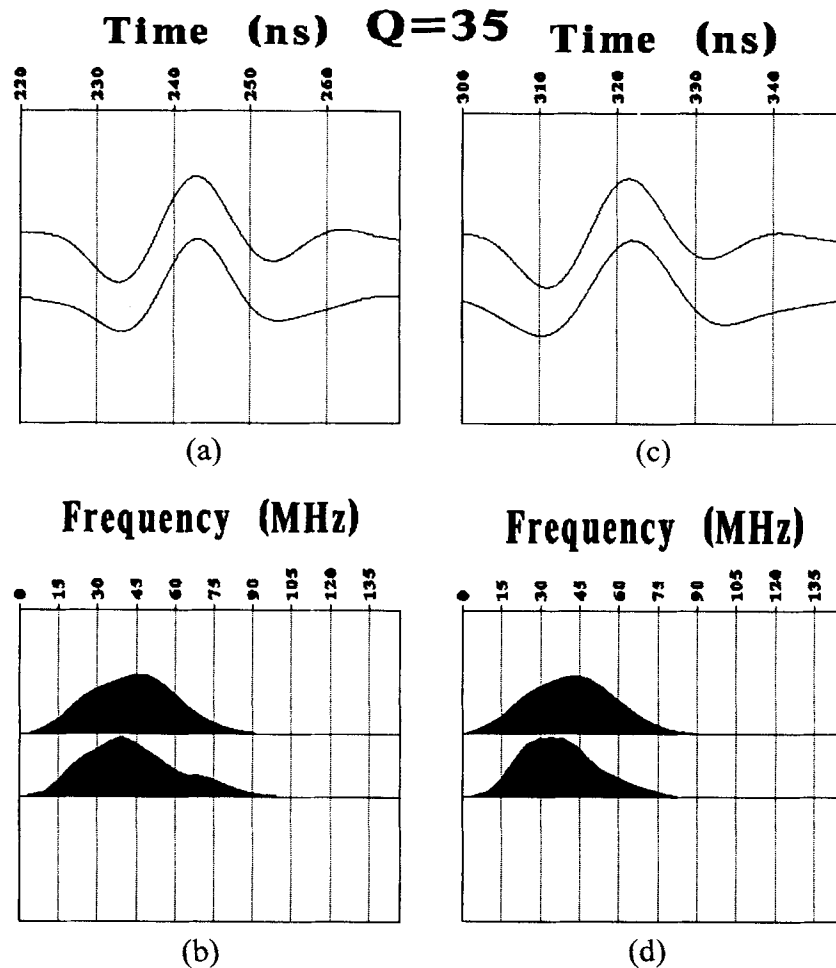 Time (ns) Q=35 Time (ns)
220 230 240 250 260
300 310 320 330 340
(a)
(c)
Frequency (MHz)
Frequency (MHz)
0 15 30 45 60 75 90 105 120 135
0 15 30 45 60 75 90 105 120 135
(b)
(d)